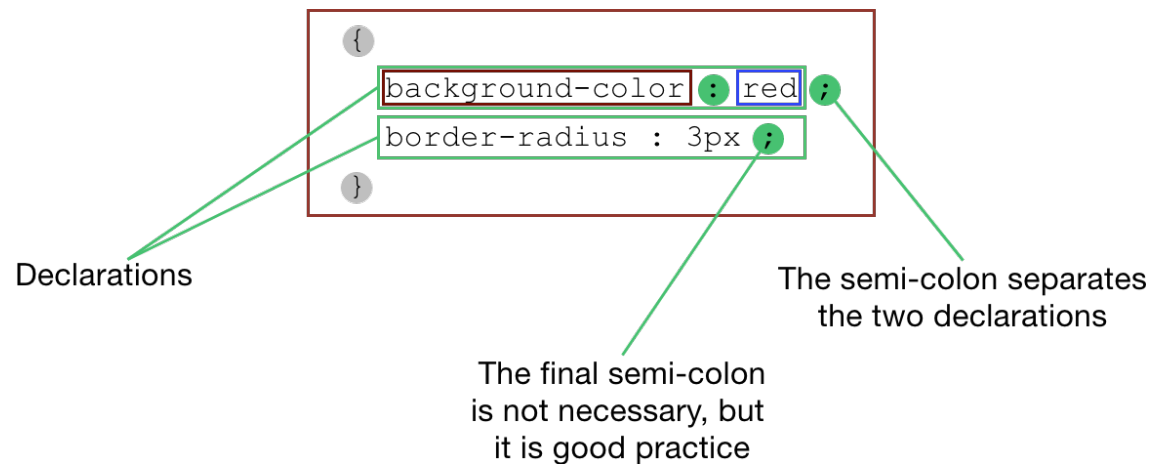 {
background-color : red ;
border-radius : 3px ;
}
Declarations
The semi-colon separates
the two declarations
The final semi-colon
is not necessary, but
it is good practice